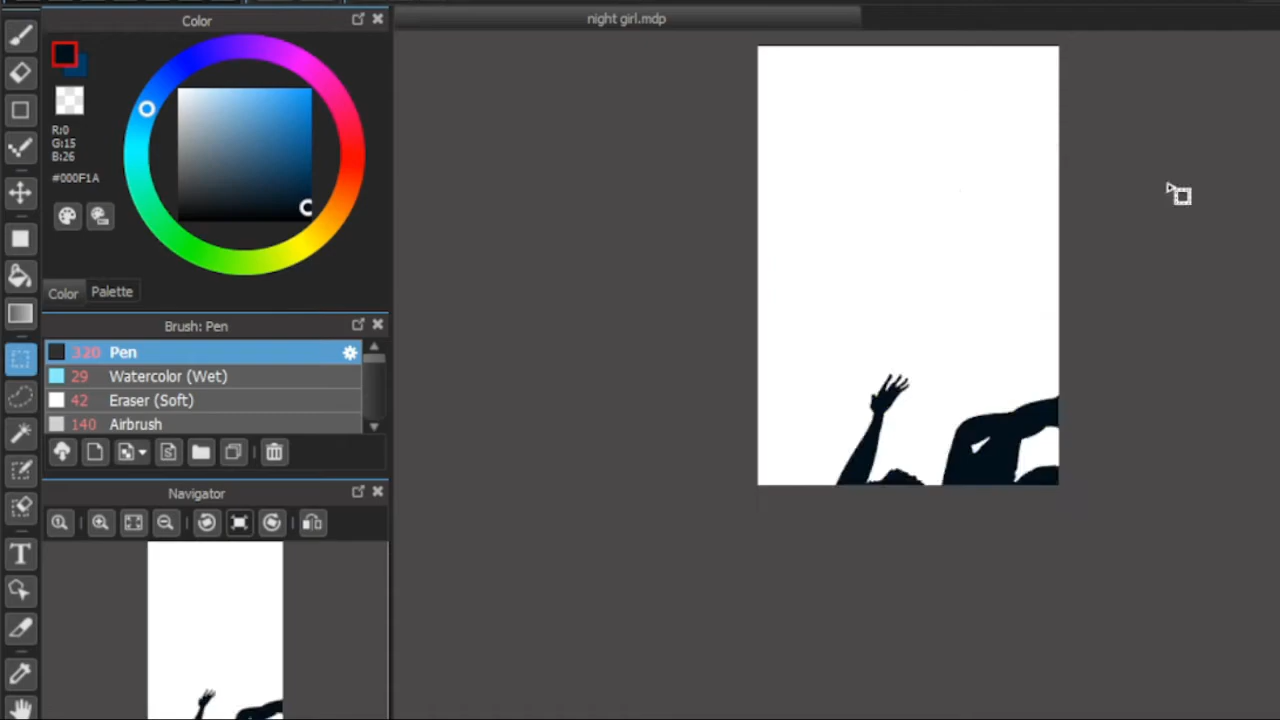 Color
night girl.mdp
R:0
G:15
B:26
#000F1A
Color
Palette
Brush: Pen
320 Pen
29 Watercolor (Wet)
42 Eraser (Soft)
140 Airbrush
S
Navigator
1
T